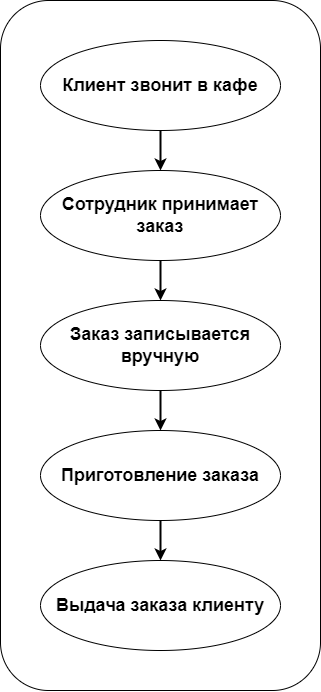 Клиент звонит в кафе
Сотрудник принимает
заказ
Заказ записывается
вручную
Приготовление заказа
Выдача заказа клиенту